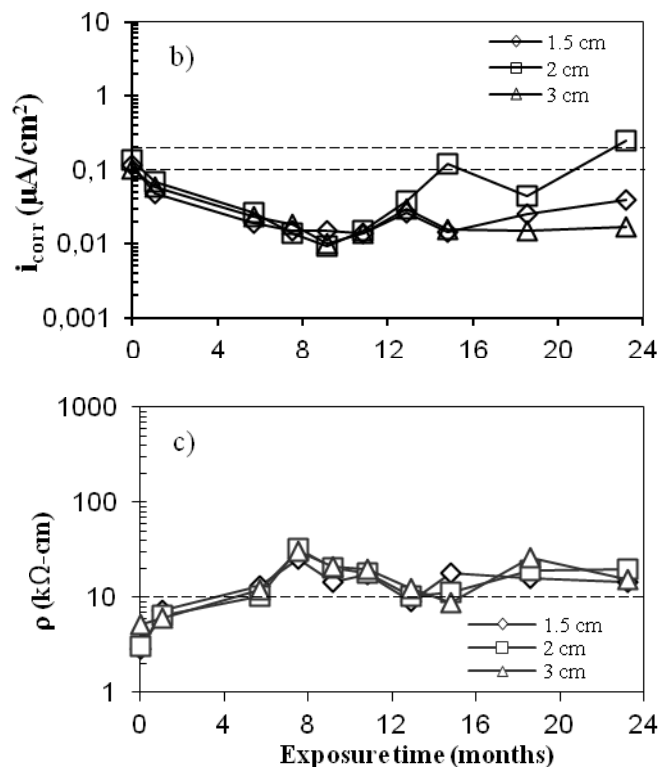 b)
1.5 cm
2 cm
3 cm
100
10
1
0,1
0,01
0,001
i_corr (µA/cm²)
0 4 8 12 16 20 24
c)
1.5 cm
2 cm
3 cm
1000
100
10
1
ρ (kΩ-cm)
0 4 8 12 16 20 24
Exposure time (months)